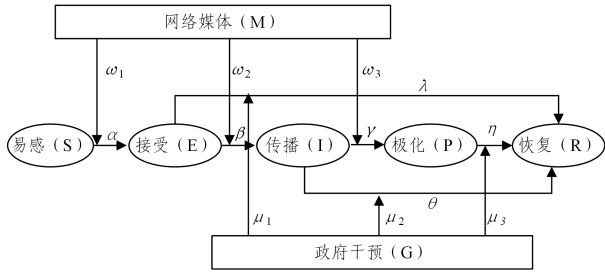 网络媒体（M）
ω1 ω2 ω3
λ
易感（S） α 接受（E） β 传播（I） γ 极化（P） η 恢复（R）
θ
μ1 μ2 μ3
政府干预（G）